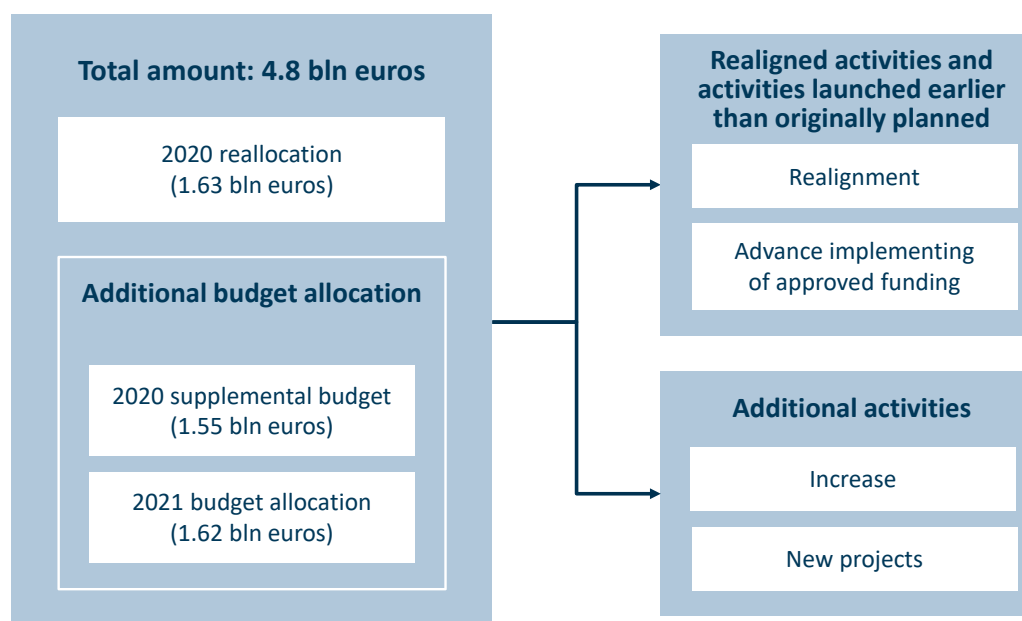 Total amount: 4.8 bln euros
2020 reallocation
(1.63 bln euros)
Additional budget allocation
2020 supplemental budget
(1.55 bln euros)
2021 budget allocation
(1.62 bln euros)
Realigned activities and
activities launched earlier
than originally planned
Realignment
Advance implementing
of approved funding
Additional activities
Increase
New projects